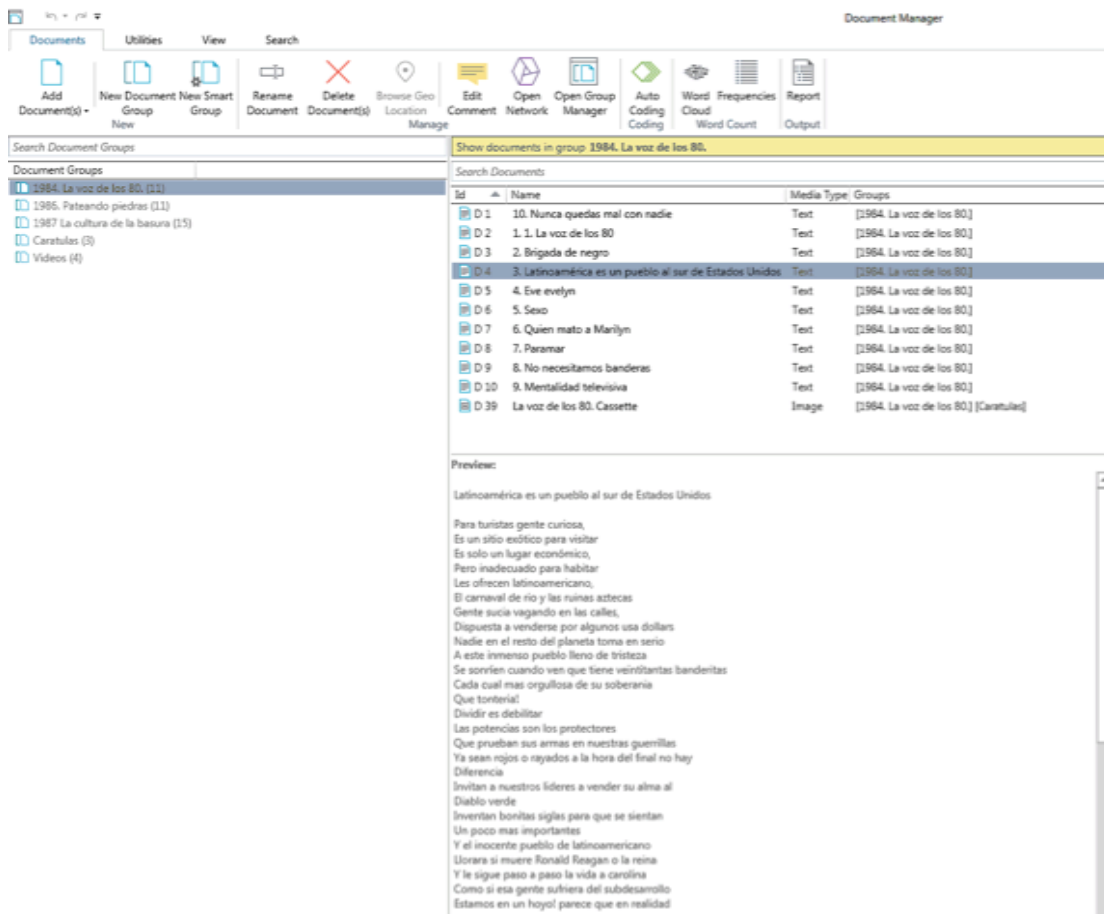 Document Manager
Documents Utilities View Search
Add Document(s) New Document Group New Smart Group Rename Document Delete Document(s) Browse Geo Location Edit Comment Open Network Open Group Manager Auto Coding Word Cloud Frequencies Report
New Manage Coding Word Count Output
Search Document Groups
Document Groups
1984. La voz de los 80. (11)
1986. Pateando piedras (11)
1987 La cultura de la basura (15)
Caratulas (3)
Videos (4)
Show documents in group 1984. La voz de los 80.
Search Documents
Id Name Media Type Groups
D 1 10. Nunca quedas mal con nadie Text [1984. La voz de los 80.]
D 2 1. 1. La voz de los 80 Text [1984. La voz de los 80.]
D 3 2. Brigada de negro Text [1984. La voz de los 80.]
D 4 3. Latinoamérica es un pueblo al sur de Estados Unidos Text [1984. La voz de los 80.]
D 5 4. Eve evelyn Text [1984. La voz de los 80.]
D 6 5. Sexo Text [1984. La voz de los 80.]
D 7 6. Quien mato a Marilyn Text [1984. La voz de los 80.]
D 8 7. Paramar Text [1984. La voz de los 80.]
D 9 8. No necesitamos banderas Text [1984. La voz de los 80.]
D 10 9. Mentalidad televisiva Text [1984. La voz de los 80.]
D 39 La voz de los 80. Cassette Image [1984. La voz de los 80.] [Caratulas]
Preview:
Latinoamérica es un pueblo al sur de Estados Unidos
Para turistas gente curiosa,
Es un sitio exótico para visitar
Es solo un lugar económico,
Pero inadecuado para habitar
Les ofrecen latinoamericano,
El carnaval de rio y las ruinas aztecas
Gente sucia vagando en las calles,
Dispuesta a venderse por algunos usa dollars
Nadie en el resto del planeta toma en serio
A este inmenso pueblo lleno de tristeza
Se sonríen cuando ven que tiene veintitantas banderitas
Cada cual mas orgullosa de su soberania
Que tonteria!
Dividir es debilitar
Las potencias son los protectores
Que prueban sus armas en nuestras guerrillas
Ya sean rojos o rayados a la hora del final no hay
Diferencia
Invitan a nuestros lideres a vender su alma al
Diablo verde
Inventan bonitas siglas para que se sientan
Un poco mas importantes
Y el inocente pueblo de latinoamericano
Llorara si muere Ronald Reagan o la reina
Y le sigue paso a paso la vida a carolina
Como si esa gente sufriera del subdesarrollo
Estamos en un hoyo! parece que en realidad